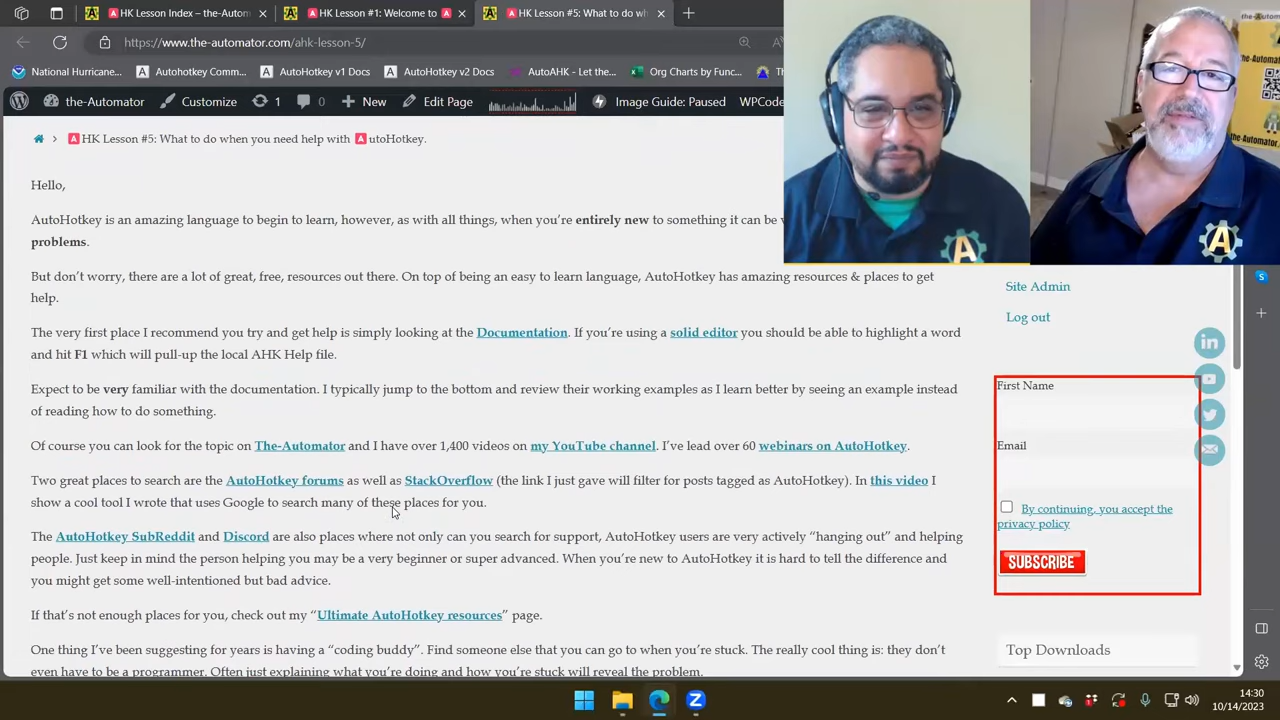 HK Lesson Index – The-Autom
HK Lesson #1: Welcome to
HK Lesson #5: What to do wh
https://www.the-automator.com/ahk-lesson-5/
National Hurricane...
Autohotkey Comm...
AutoHotkey v1 Docs
AutoHotkey v2 Docs
AutoAHK - Let the...
Org Charts by Func...
the-Automator
Customize
1
0
New
Edit Page
Image Guide: Paused
WPCode
HK Lesson #5: What to do when you need help with AutoHotkey.
Hello,
AutoHotkey is an amazing language to begin to learn, however, as with all things, when you're entirely new to something it can be
problems.
But don't worry, there are a lot of great, free, resources out there. On top of being an easy to learn language, AutoHotkey has amazing resources & places to get
help.
The very first place I recommend you try and get help is simply looking at the Documentation. If you're using a solid editor you should be able to highlight a word
and hit F1 which will pull-up the local AHK Help file.
Expect to be very familiar with the documentation. I typically jump to the bottom and review their working examples as I learn better by seeing an example instead
of reading how to do something.
Of course you can look for the topic on The-Automator and I have over 1,400 videos on my YouTube channel. I've lead over 60 webinars on AutoHotkey.
Two great places to search are the AutoHotkey forums as well as StackOverflow (the link I just gave will filter for posts tagged as AutoHotkey). In this video I
show a cool tool I wrote that uses Google to search many of these places for you.
The AutoHotkey SubReddit and Discord are also places where not only can you search for support, AutoHotkey users are very actively "hanging out" and helping
people. Just keep in mind the person helping you may be a very beginner or super advanced. When you're new to AutoHotkey it is hard to tell the difference and
you might get some well-intentioned but bad advice.
If that's not enough places for you, check out my "Ultimate AutoHotkey resources" page.
One thing I've been suggesting for years is having a "coding buddy". Find someone else that you can go to when you're stuck. The really cool thing is: they don't
even have to be a programmer. Often just explaining what you're doing and how you're stuck will reveal the problem.
Site Admin
Log out
First Name
Email
By continuing, you accept the
privacy policy
SUBSCRIBE
Top Downloads
14:30
10/14/2023